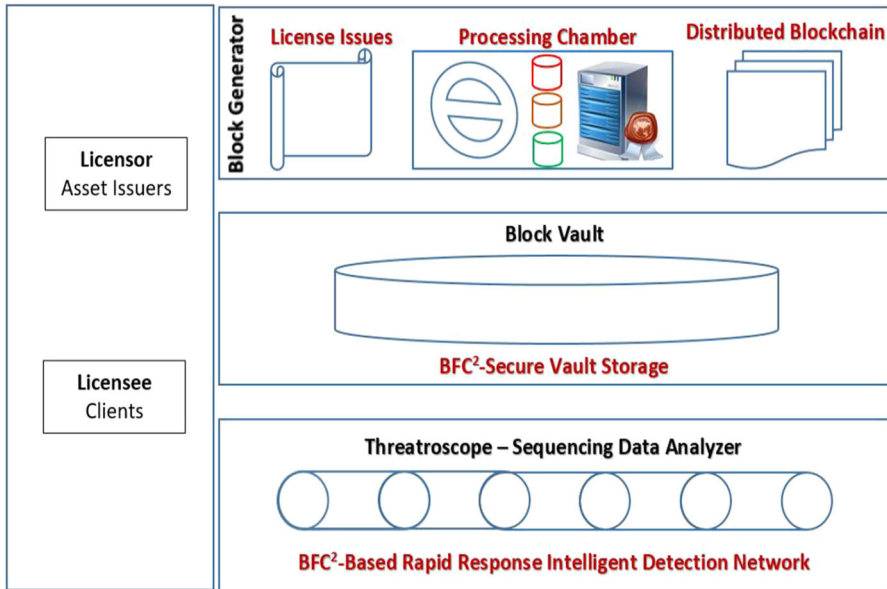 Licensor
Asset Issuers
Licensee
Clients
Block Generator
License Issues
Processing Chamber
Distributed Blockchain
Block Vault
BFC²-Secure Vault Storage
Threatroscope – Sequencing Data Analyzer
BFC²-Based Rapid Response Intelligent Detection Network